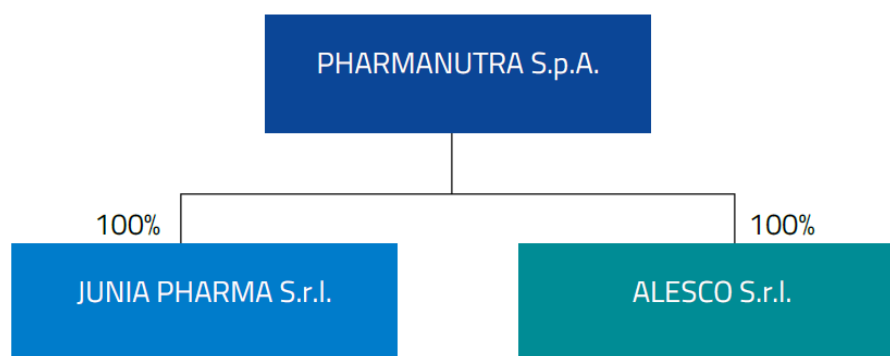 PHARMANUTRA S.p.A.
100%
100%
JUNIA PHARMA S.r.l.
ALESCO S.r.l.